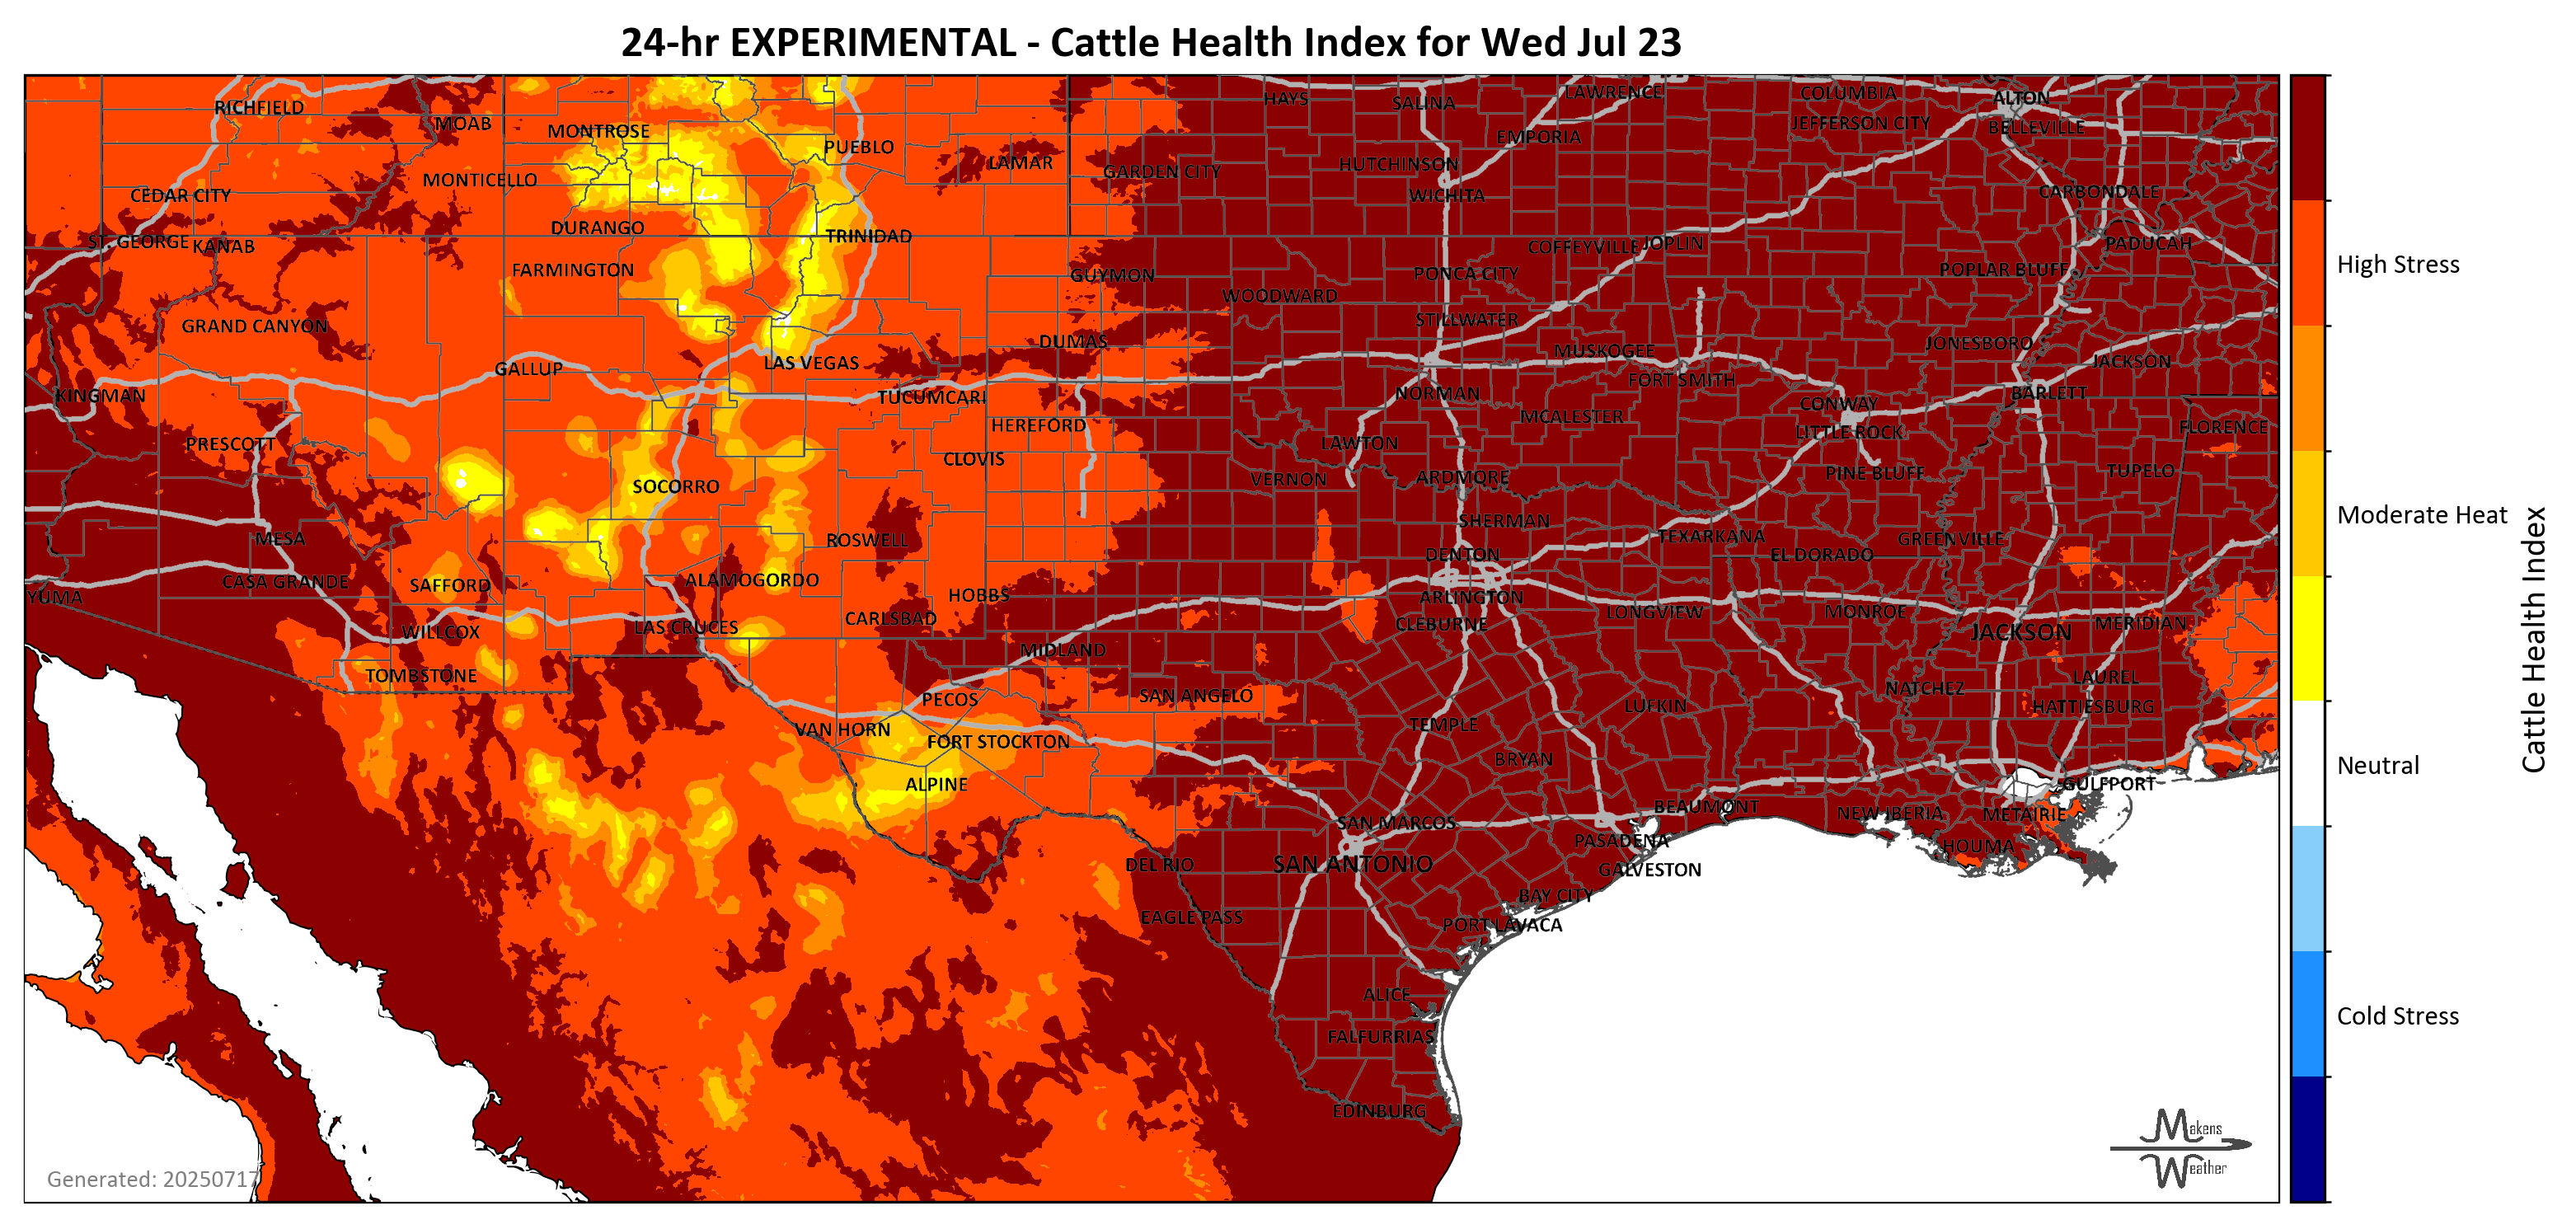 24-hr EXPERIMENTAL - Cattle Health Index for Wed Jul 23
RICHFIELD
MOAB
MONTROSE
PUEBLO
LAMAR
HAYS
SALINA
LAWRENCE
COLUMBIA
ALTON
EMPORIA
JEFFERSON CITY
BELLEVILLE
CEDAR CITY
MONTICELLO
GARDEN CITY
HUTCHINSON
WICHITA
CARBONDALE
ST. GEORGE
KANAB
DURANGO
TRINIDAD
COFFEYVILLE
JOPLIN
PADUCAH
High Stress
FARMINGTON
GUYMON
WOODWARD
PONCA CITY
POPLAR BLUFF
GRAND CANYON
STILLWATER
DUMAS
MUSKOGEE
JONESBORO
JACKSON
GALLUP
LAS VEGAS
FORT SMITH
KINGMAN
TUCUMCARI
NORMAN
CONWAY
BARLETT
PRESCOTT
HEREFORD
MCALESTER
LITTLE ROCK
FLORENCE
CLOVIS
LAWTON
SOCORRO
VERNON
ARDMORE
PINE BLUFF
TUPELO
Moderate Heat
MESA
ROSWELL
SHERMAN
TEXARKANA
GREENVILLE
DENTON
EL DORADO
CASA GRANDE
SAFFORD
ALAMOGORDO
HOBBS
ARLINGTON
YUMA
CARLSBAD
CLEBURNE
LONGVIEW
MONROE
WILLCOX
LAS CRUCES
JACKSON
MERIDIAN
Cattle Health Index
MIDLAND
TOMBSTONE
PECOS
SAN ANGELO
NATCHEZ
LAUREL
LUFKIN
HATTIESBURG
VAN HORN
FORT STOCKTON
TEMPLE
BRYAN
Neutral
ALPINE
GULFPORT
BEAUMONT
NEW IBERIA
METAIRIE
SAN MARCOS
PASADENA
HOUMA
DEL RIO
SAN ANTONIO
GALVESTON
BAY CITY
EAGLE PASS
PORT LAVACA
ALICE
Cold Stress
FALFURRIAS
EDINBURG
Makens
Weather
Generated: 20250717